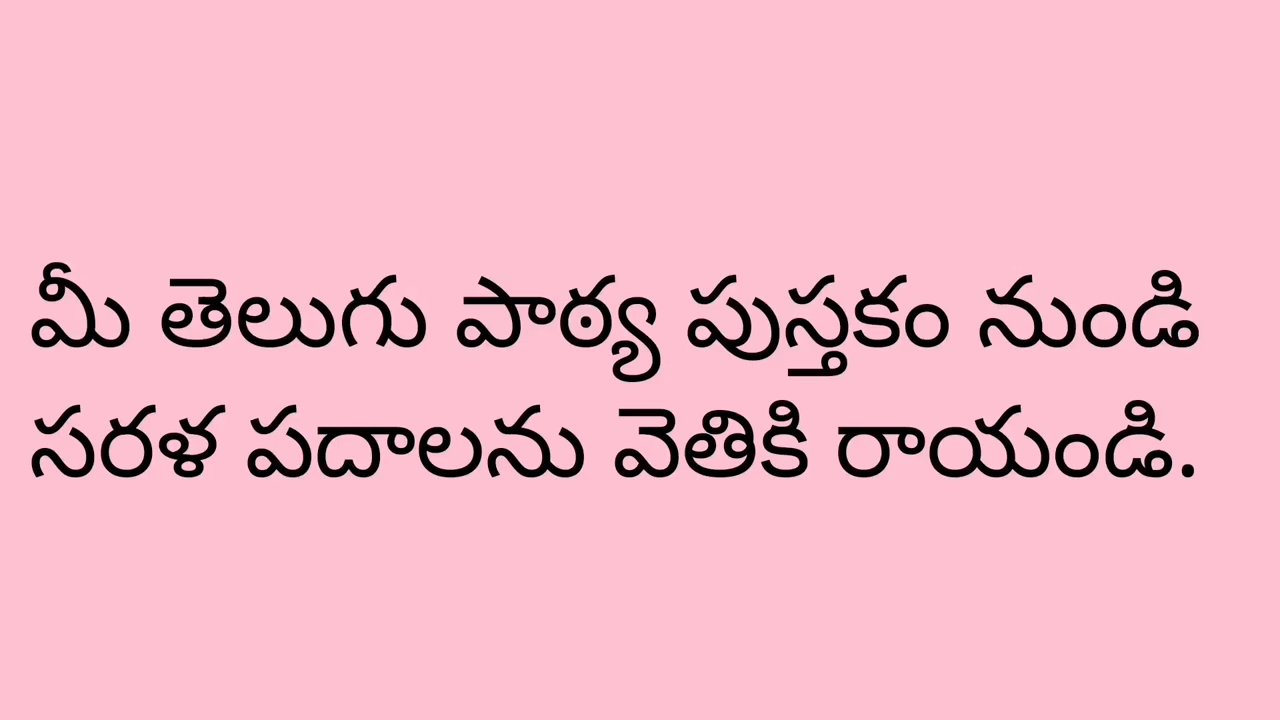 మీ తెలుగు పాఠ్య పుస్తకం నుండి
సరళ పదాలను వెతికి రాయండి.